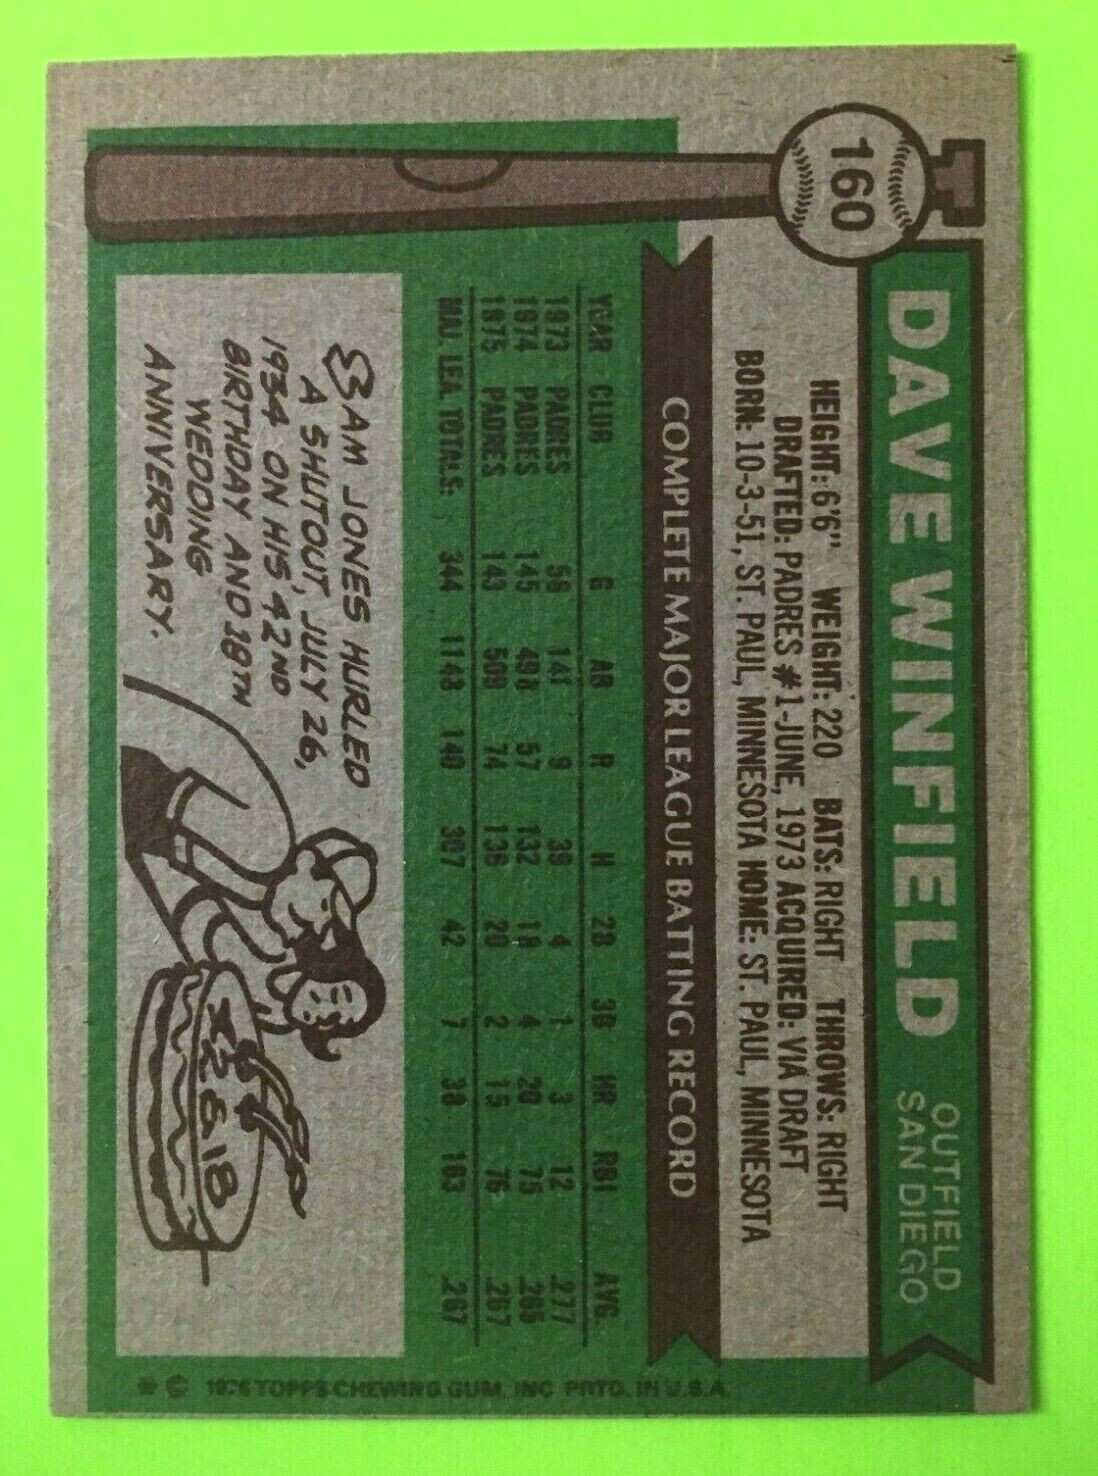 160
DAVE WINFIELD
OUTFIELD
SAN DIEGO
HEIGHT: 6'6" WEIGHT: 220 BATS: RIGHT THROWS: RIGHT
DRAFTED: PADRES #1-JUNE, 1973 ACQUIRED: VIA DRAFT
BORN: 10-3-51, ST. PAUL, MINNESOTA HOME: ST. PAUL, MINNESOTA
COMPLETE MAJOR LEAGUE BATTING RECORD
YEAR CLUB G AB R H 2B 3B HR RBI AVG.
1973 PADRES 56 141 9 39 4 1 3 12 .277
1974 PADRES 145 498 57 132 18 4 20 75 .265
1975 PADRES 143 509 74 136 20 2 15 76 .267
MAJ. LEA. TOTALS: 344 1148 140 307 42 7 38 163 .267
SAM JONES HURLED
A SHUTOUT, JULY 26,
1934 ON HIS 42ND
BIRTHDAY AND 18TH
WEDDING
ANNIVERSARY.
42 & 18
* © 1976 TOPPS CHEWING GUM, INC PRTD. IN U.S.A.